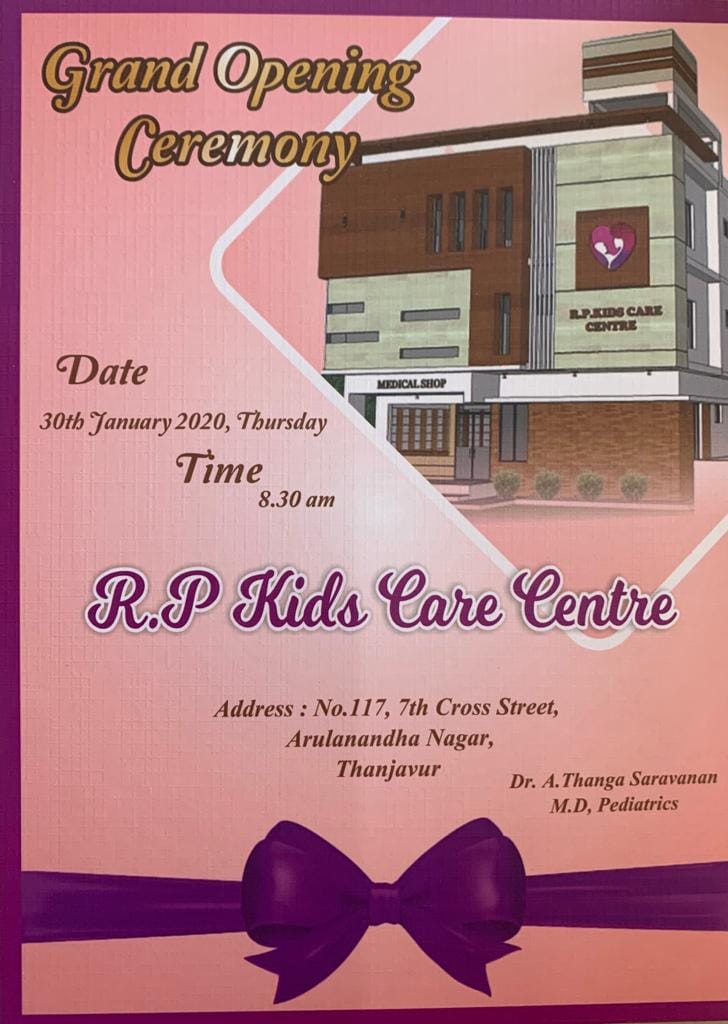 Grand Opening
Ceremony
R.P.KIDS CARE
CENTRE
MEDICAL SHOP
Date
30th January 2020, Thursday
Time
8.30 am
R.P Kids Care Centre
Address : No.117, 7th Cross Street,
Arulanandha Nagar,
Thanjavur
Dr. A.Thanga Saravanan
M.D, Pediatrics